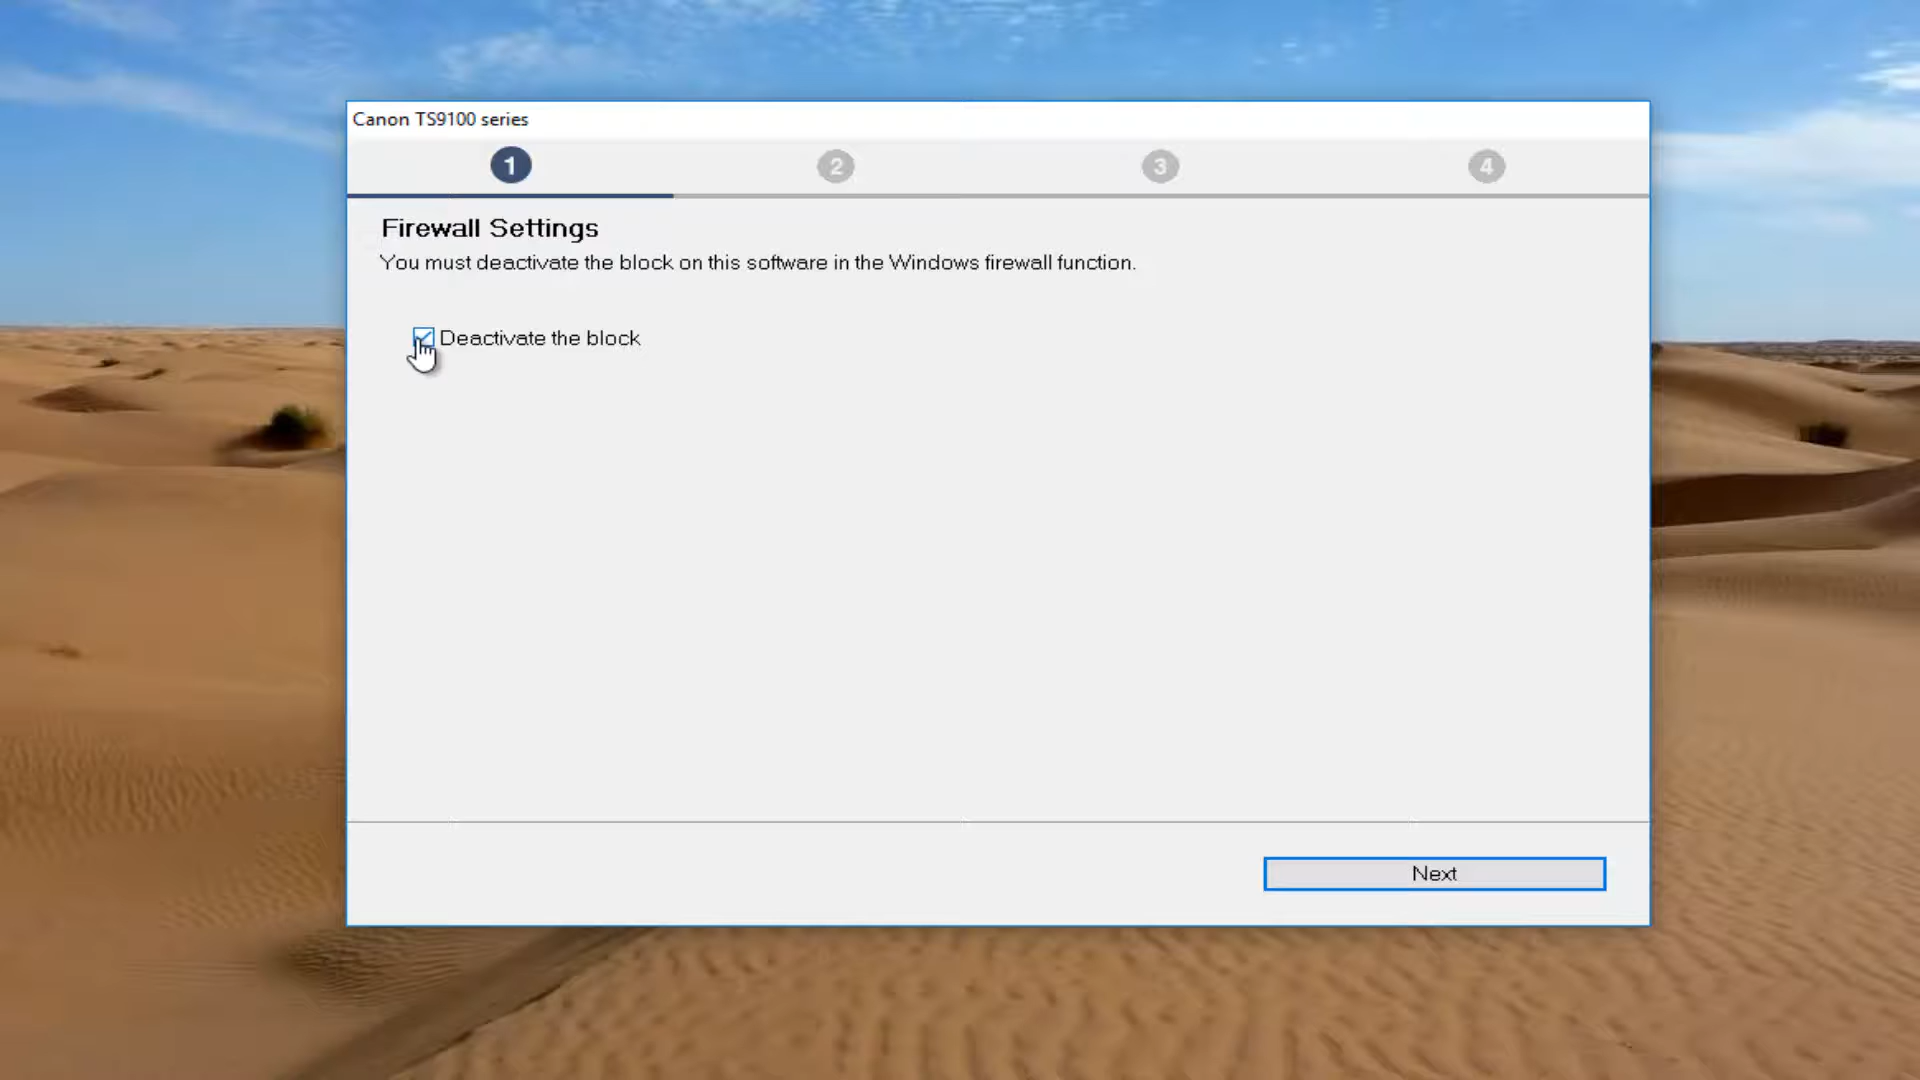 Canon TS9100 series
1 2 3 4
Firewall Settings
You must deactivate the block on this software in the Windows firewall function.
Deactivate the block
Next